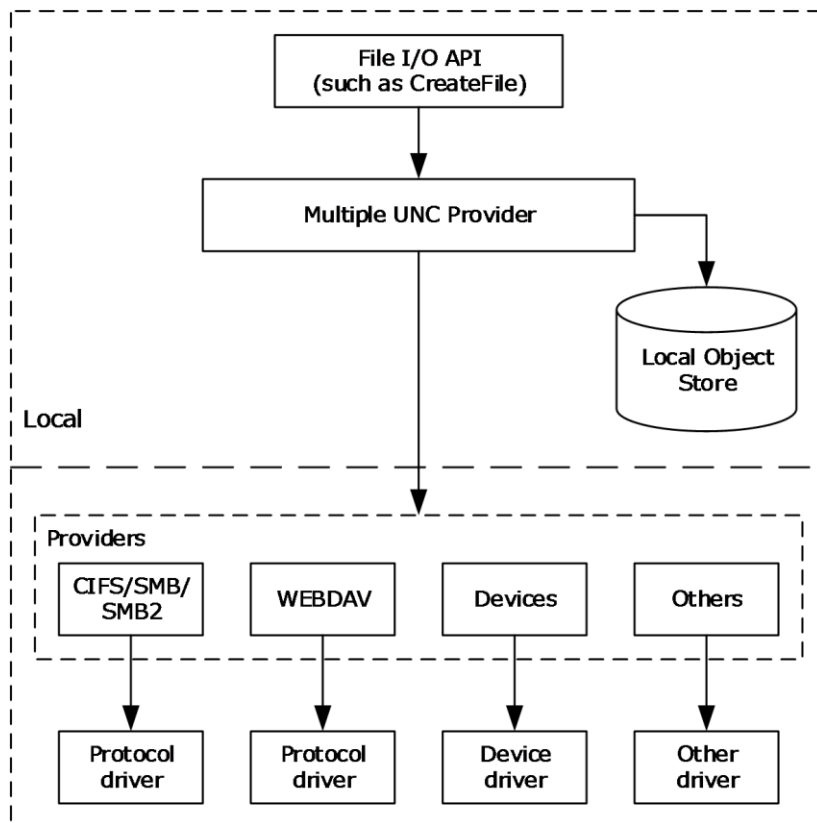 File I/O API
(such as CreateFile)
Multiple UNC Provider
Local Object
Store
Local
Providers
CIFS/SMB/
SMB2
WEBDAV
Devices
Others
Protocol
driver
Protocol
driver
Device
driver
Other
driver